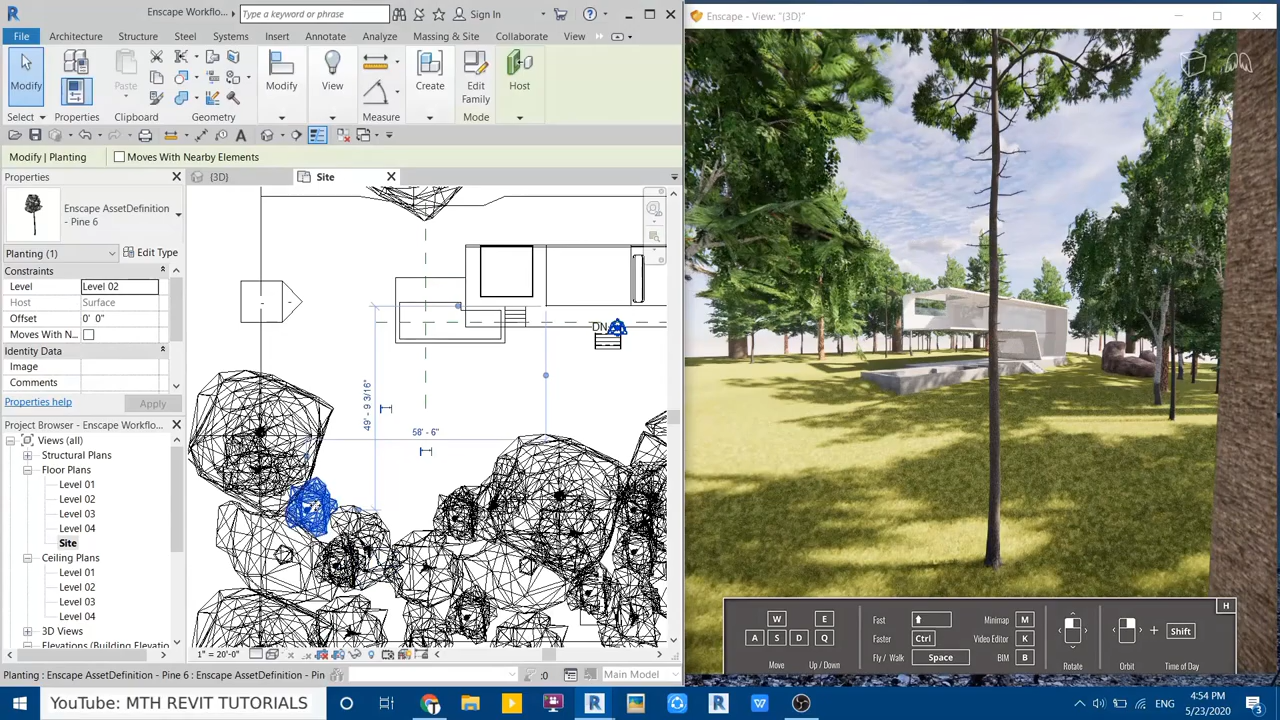 Enscape Workflo...
Type a keyword or phrase
Sign In
File
Architecture
Structure
Steel
Systems
Insert
Annotate
Analyze
Massing & Site
Collaborate
View
Modify
Paste
Modify
View
Create
Edit
Family
Host
Select
Properties
Clipboard
Geometry
Measure
Mode
Modify | Planting
Moves With Nearby Elements
Properties
{3D}
Site
Enscape AssetDefinition
- Pine 6
Planting (1)
Edit Type
Constraints
Level
Level 02
Host
Surface
Offset
0' 0"
Moves With N...
Identity Data
Image
Comments
Properties help
Apply
Project Browser - Enscape Workflo...
Views (all)
Structural Plans
Floor Plans
Level 01
Level 02
Level 03
Level 04
Site
Ceiling Plans
Level 01
Level 02
Level 03
Level 04
3D Views
Elevations (Building Elevatio
DN
49' - 9 3/16"
58' - 6"
1" = 20'-0"
Planting : Enscape AssetDefinition - Pine 6 : Enscape AssetDefinition - Pin
:0
Main Model
Enscape - View: "{3D}"
H
W
E
A
S
D
Q
Move
Up / Down
Fast
Faster
Ctrl
Fly / Walk
Space
Minimap
M
Video Editor
K
BIM
B
Rotate
+
Shift
Orbit
Time of Day
YouTube: MTH REVIT TUTORIALS
ENG
4:54 PM
5/23/2020
3